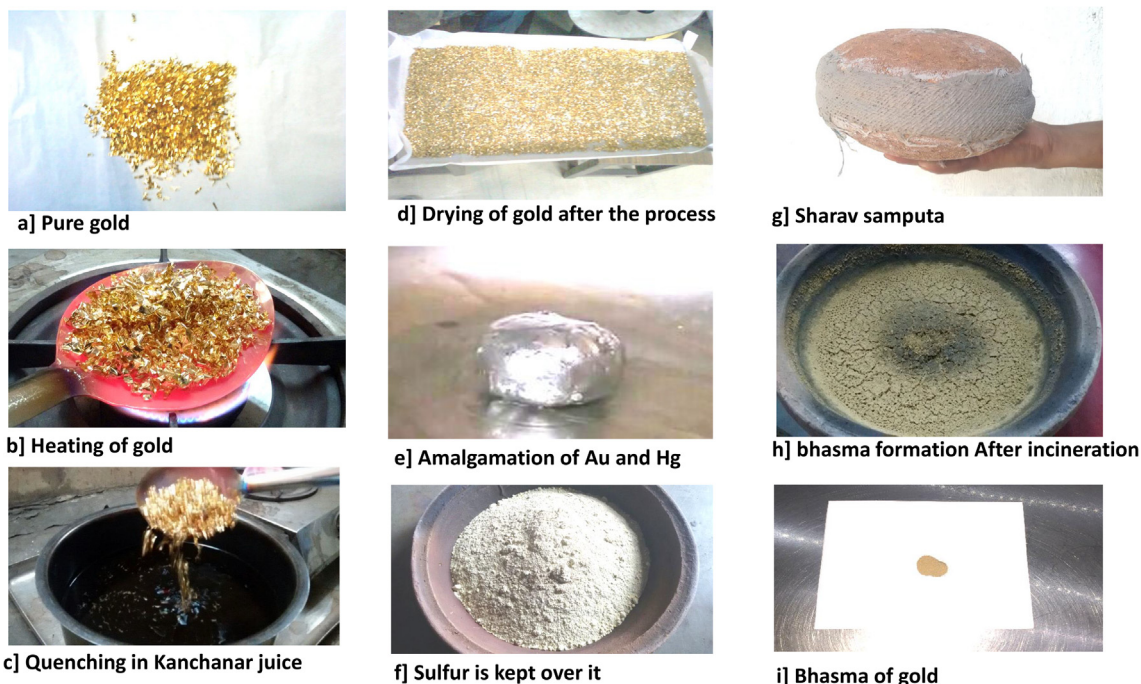 a] Pure gold
b] Heating of gold
c] Quenching in Kanchanar juice
d] Drying of gold after the process
e] Amalgamation of Au and Hg
f] Sulfur is kept over it
g] Sharav samputa
h] bhasma formation After incineration
i] Bhasma of gold